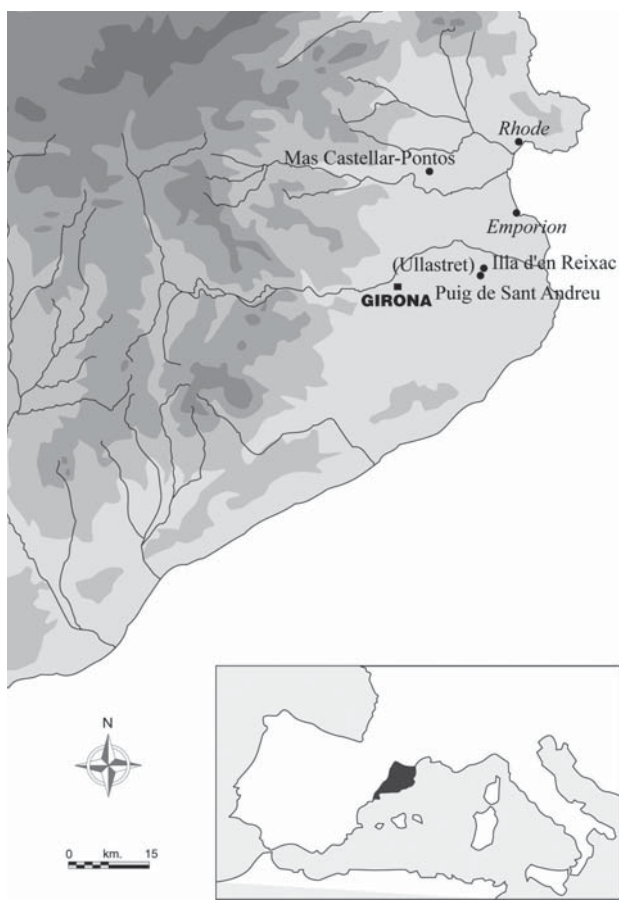 Rhode
Mas Castellar-Pontos
Emporion
(Ullastret) Illa d'en Reixac
GIRONA Puig de Sant Andreu
N
0 km. 15